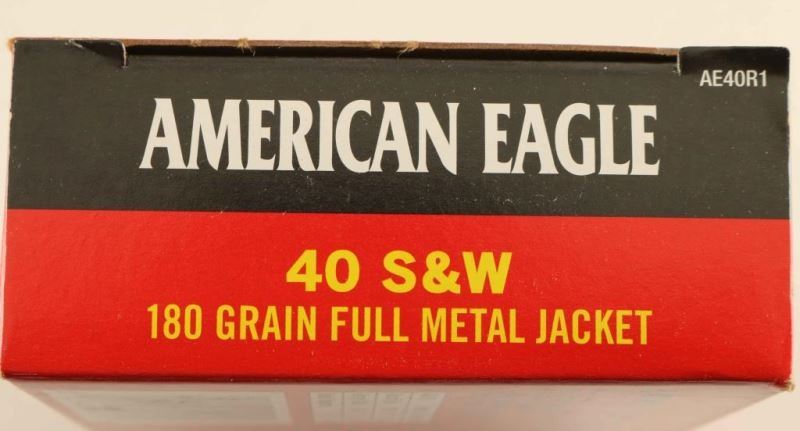 AE40R1
AMERICAN EAGLE
40 S&W
180 GRAIN FULL METAL JACKET